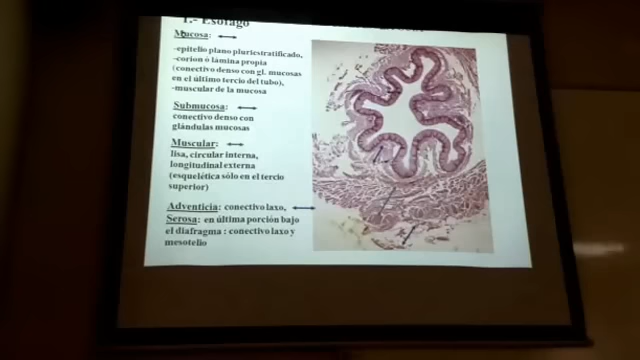 1.- Esófago
Mucosa:
-epitelio plano pluriestratificado,
-corion ó lámina propia
(conectivo denso con gl. mucosas
en el último tercio del tubo),
-muscular de la mucosa
Submucosa:
conectivo denso con
glándulas mucosas
Muscular:
lisa, circular interna,
longitudinal externa
(esquelética sólo en el tercio
superior)
Adventicia: conectivo laxo,
Serosa: en última porción bajo
el diafragma : conectivo laxo y
mesotelio